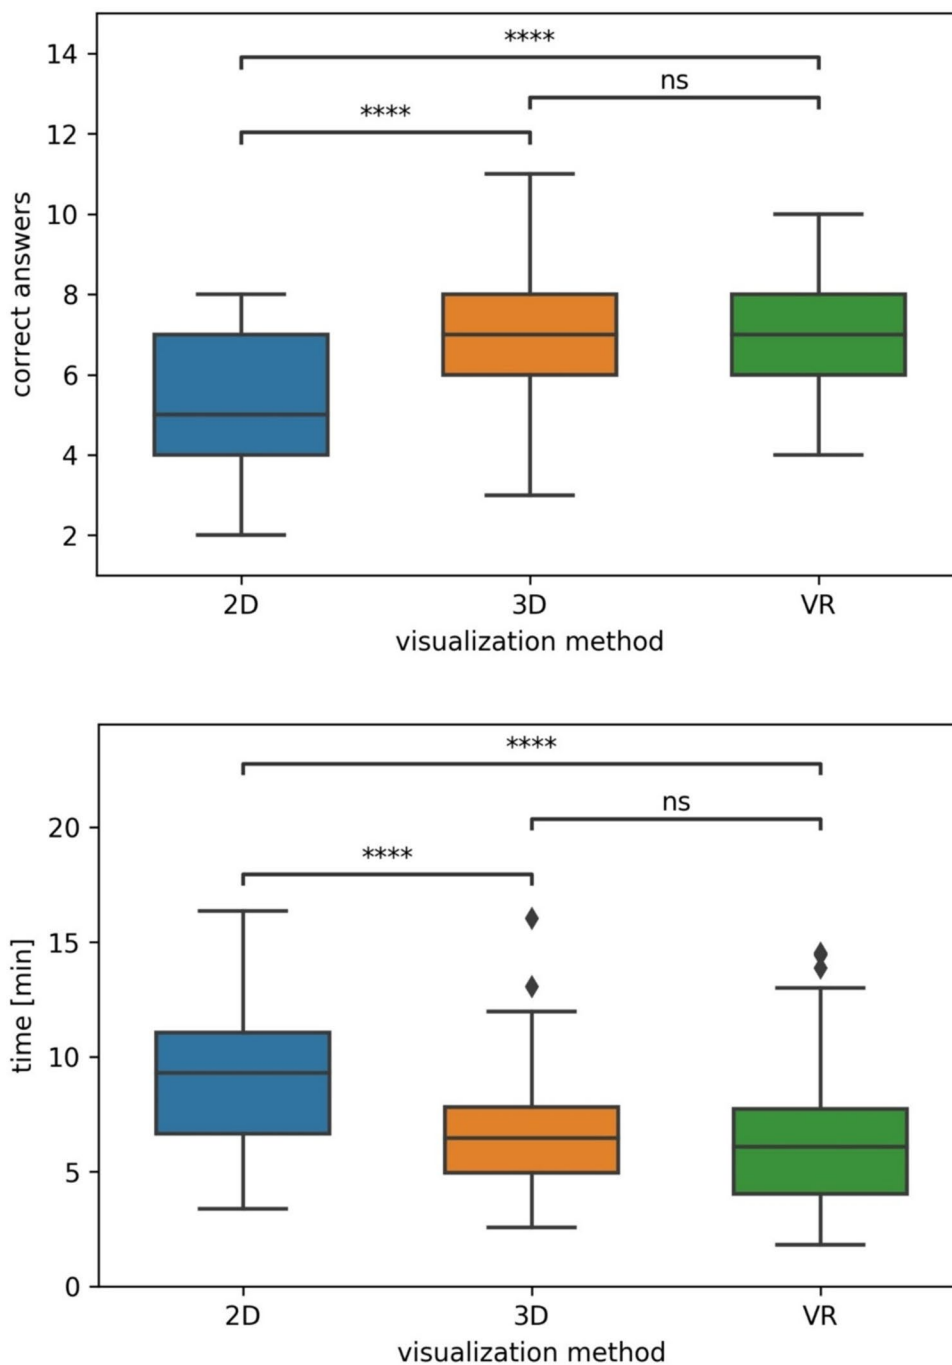 14
12
10
8
6
4
2
correct answers
****
ns
****
2D 3D VR
visualization method
20
15
10
5
0
time [min]
****
ns
****
2D 3D VR
visualization method